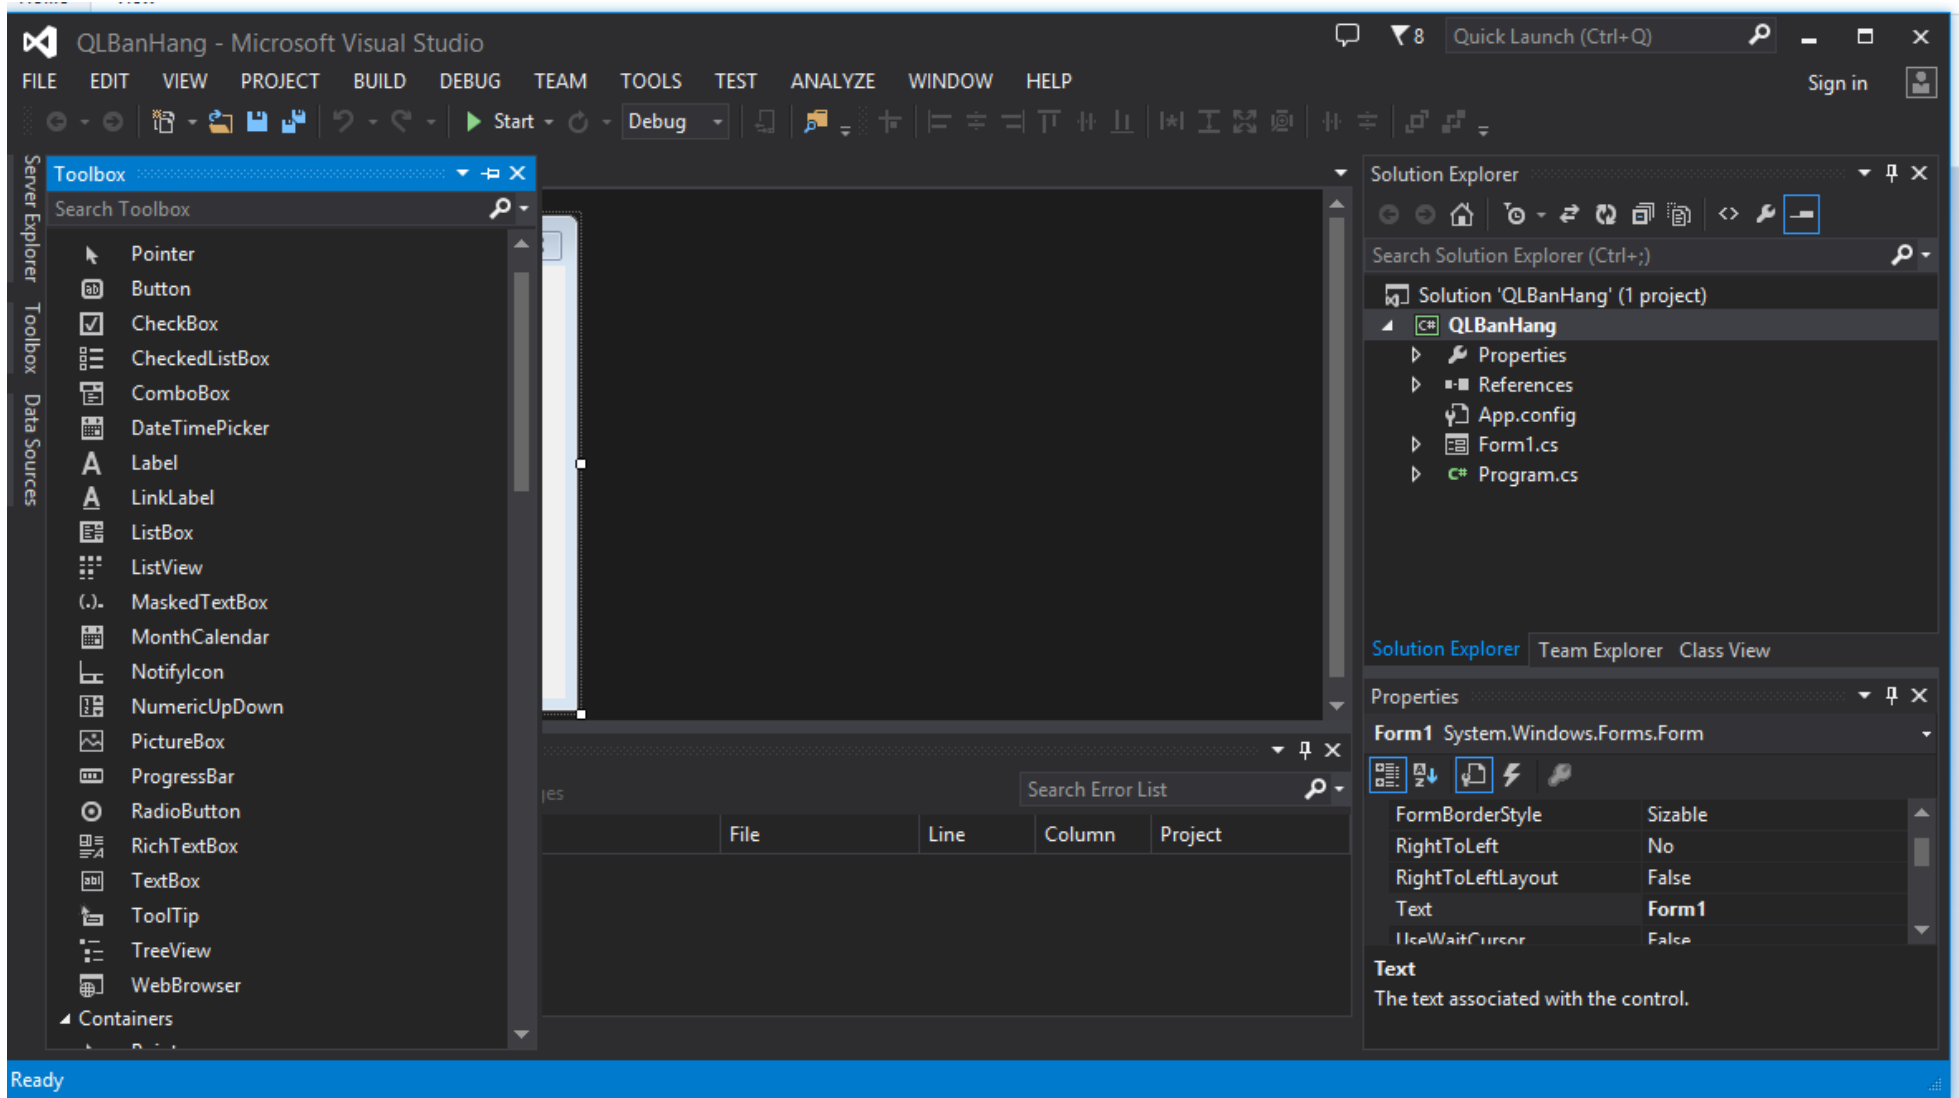 QLBanHang - Microsoft Visual Studio
8
Quick Launch (Ctrl+Q)
FILE EDIT VIEW PROJECT BUILD DEBUG TEAM TOOLS TEST ANALYZE WINDOW HELP
Sign in
Start
Debug
Server Explorer
Toolbox
Data Sources
Toolbox
Search Toolbox
Pointer
Button
CheckBox
CheckedListBox
ComboBox
DateTimePicker
Label
LinkLabel
ListBox
ListView
MaskedTextBox
MonthCalendar
NotifyIcon
NumericUpDown
PictureBox
ProgressBar
RadioButton
RichTextBox
TextBox
ToolTip
TreeView
WebBrowser
Containers
Search Error List
File Line Column Project
Solution Explorer
Search Solution Explorer (Ctrl+;)
Solution 'QLBanHang' (1 project)
QLBanHang
Properties
References
App.config
Form1.cs
Program.cs
Solution Explorer Team Explorer Class View
Properties
Form1 System.Windows.Forms.Form
FormBorderStyle Sizable
RightToLeft No
RightToLeftLayout False
Text Form1
UseWaitCursor False
Text
The text associated with the control.
Ready